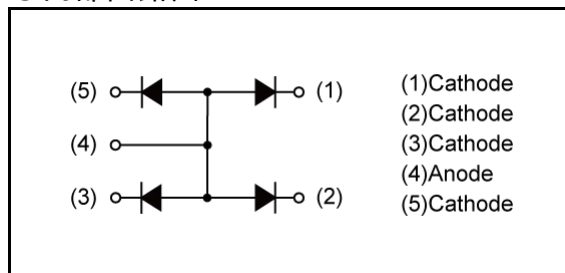 (5) (1)
(4)
(3) (2)
(1)Cathode
(2)Cathode
(3)Cathode
(4)Anode
(5)Cathode